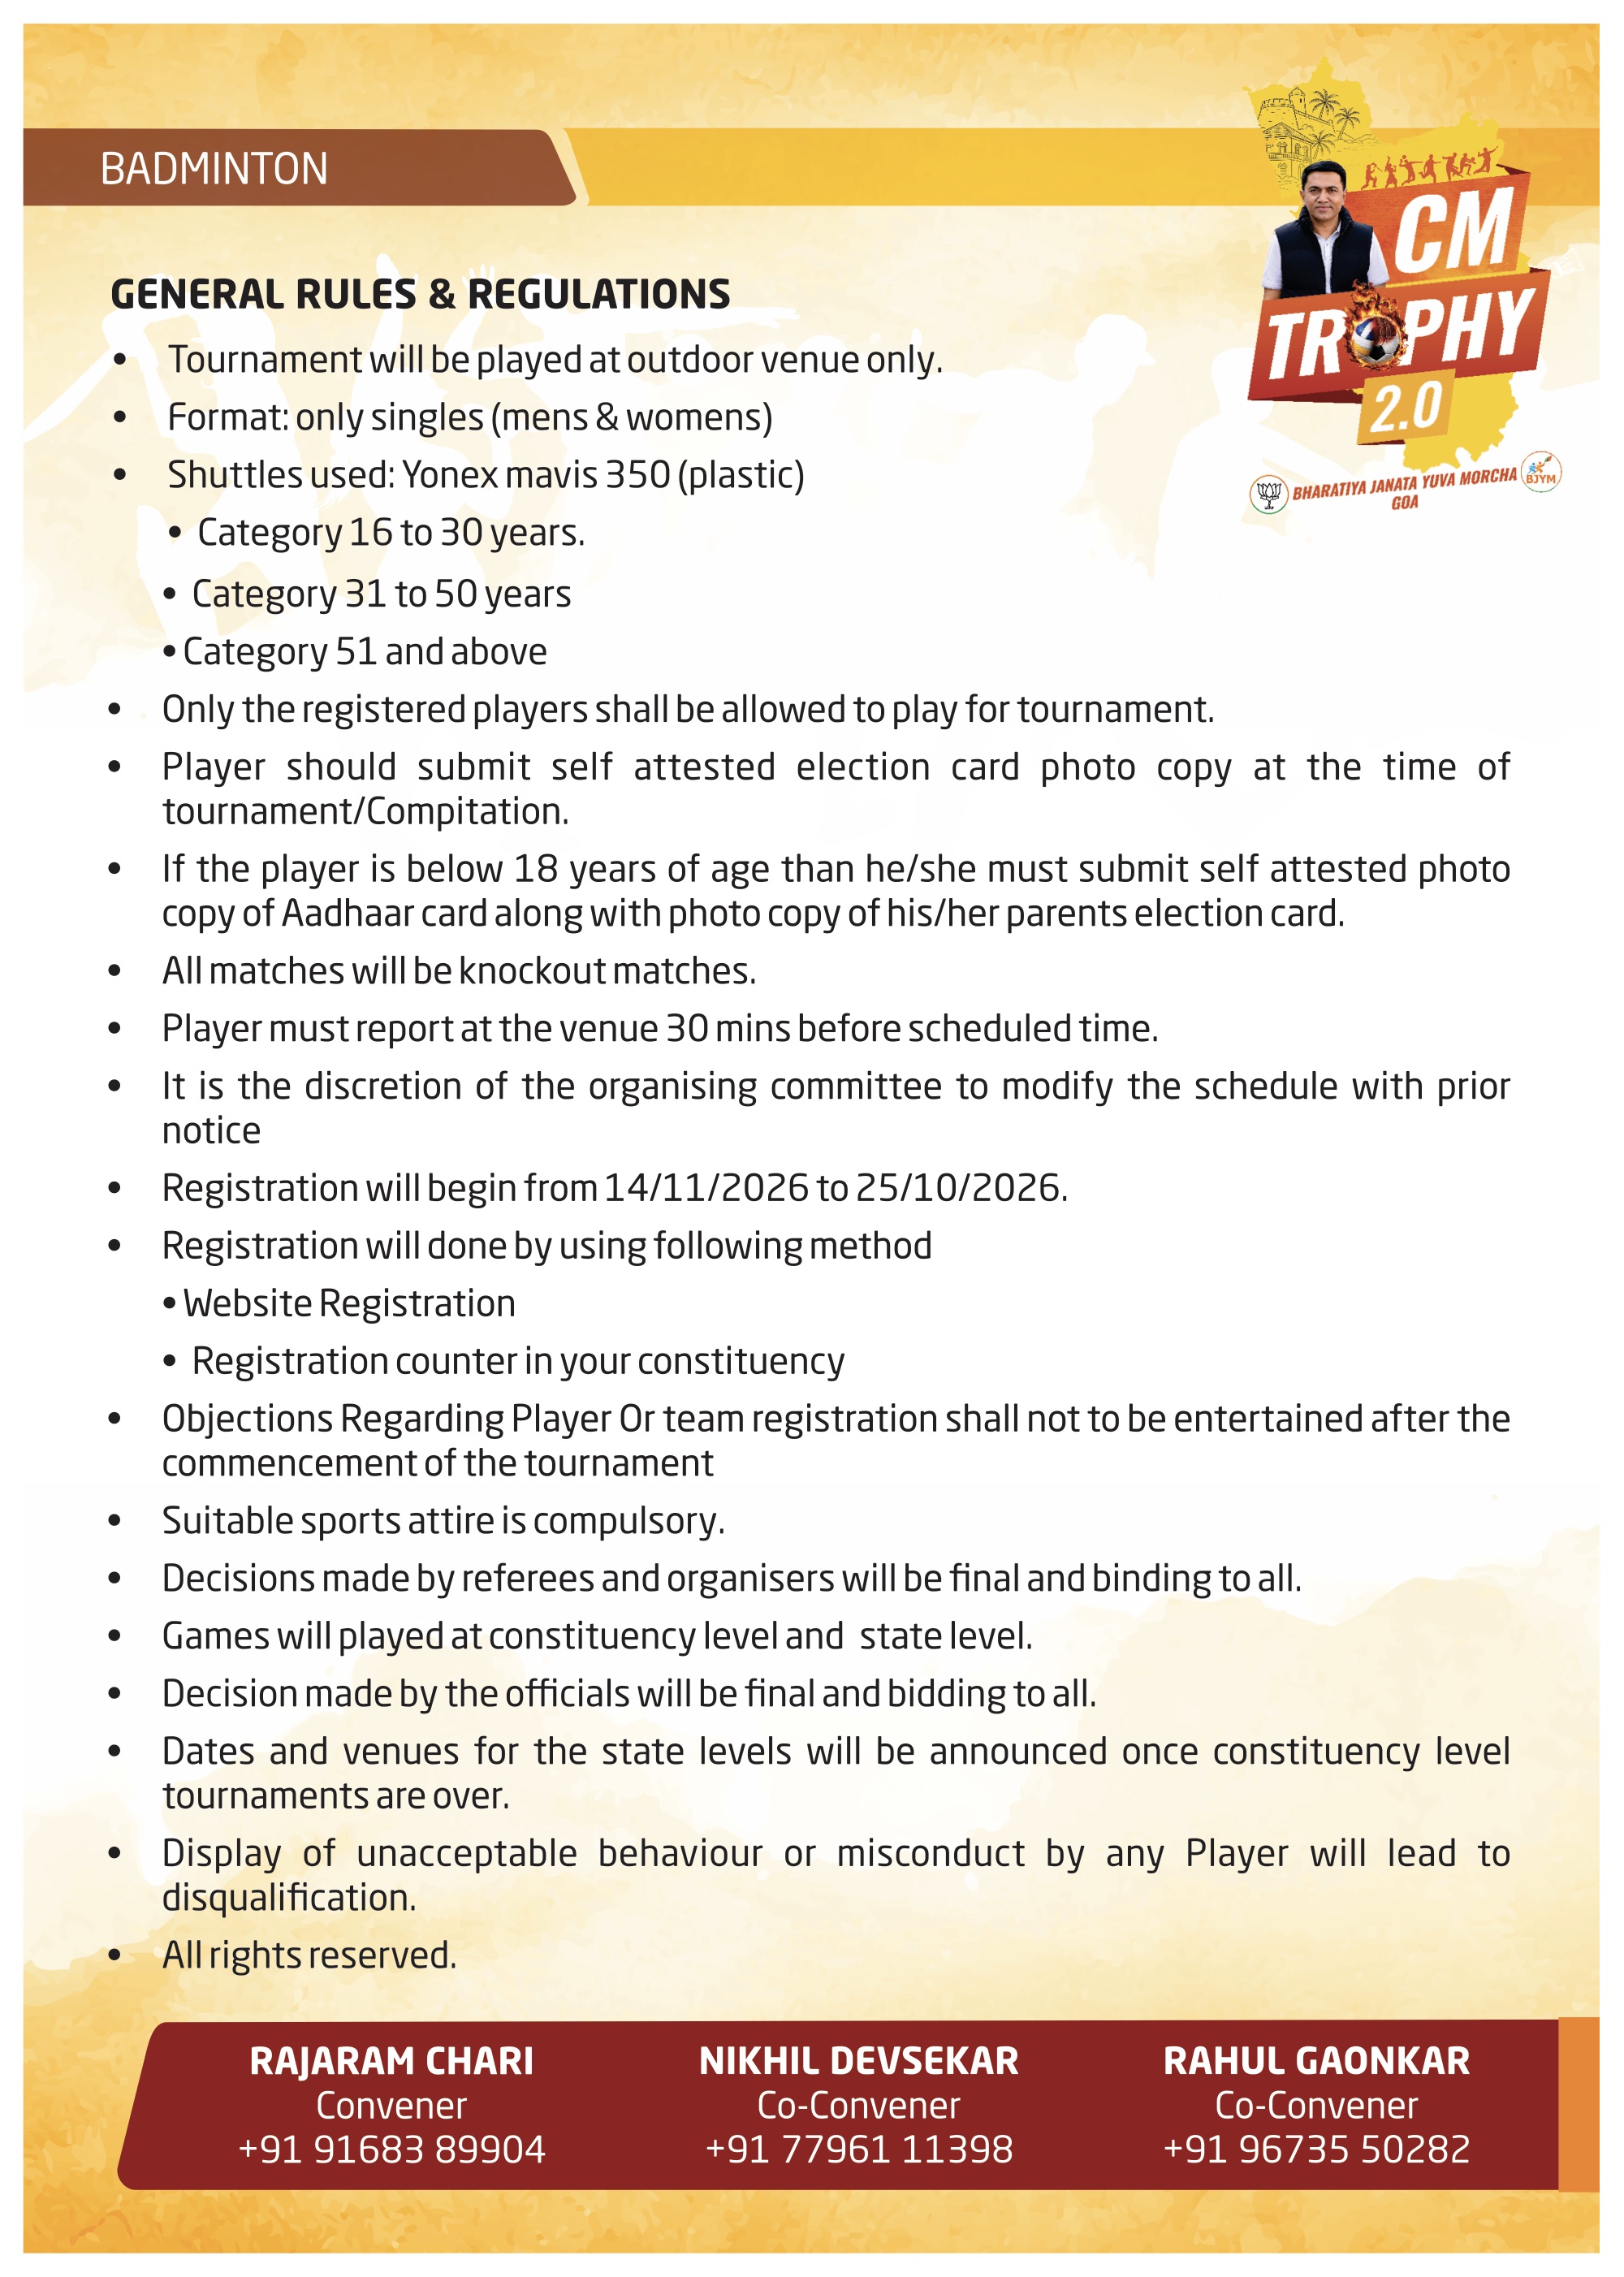 BADMINTON
CM
TROPHY
2.0
BHARATIYA JANATA YUVA MORCHA
GOA
BJYM
GENERAL RULES & REGULATIONS
• Tournament will be played at outdoor venue only.
• Format: only singles (mens & womens)
• Shuttles used: Yonex mavis 350 (plastic)
• Category 16 to 30 years.
• Category 31 to 50 years
• Category 51 and above
• Only the registered players shall be allowed to play for tournament.
• Player should submit self attested election card photo copy at the time of
tournament/Compitation.
• If the player is below 18 years of age than he/she must submit self attested photo
copy of Aadhaar card along with photo copy of his/her parents election card.
• All matches will be knockout matches.
• Player must report at the venue 30 mins before scheduled time.
• It is the discretion of the organising committee to modify the schedule with prior
notice
• Registration will begin from 14/11/2026 to 25/10/2026.
• Registration will done by using following method
• Website Registration
• Registration counter in your constituency
• Objections Regarding Player Or team registration shall not to be entertained after the
commencement of the tournament
• Suitable sports attire is compulsory.
• Decisions made by referees and organisers will be final and binding to all.
• Games will played at constituency level and state level.
• Decision made by the officials will be final and bidding to all.
• Dates and venues for the state levels will be announced once constituency level
tournaments are over.
• Display of unacceptable behaviour or misconduct by any Player will lead to
disqualification.
• All rights reserved.
RAJARAM CHARI
Convener
+91 91683 89904
NIKHIL DEVSEKAR
Co-Convener
+91 77961 11398
RAHUL GAONKAR
Co-Convener
+91 96735 50282